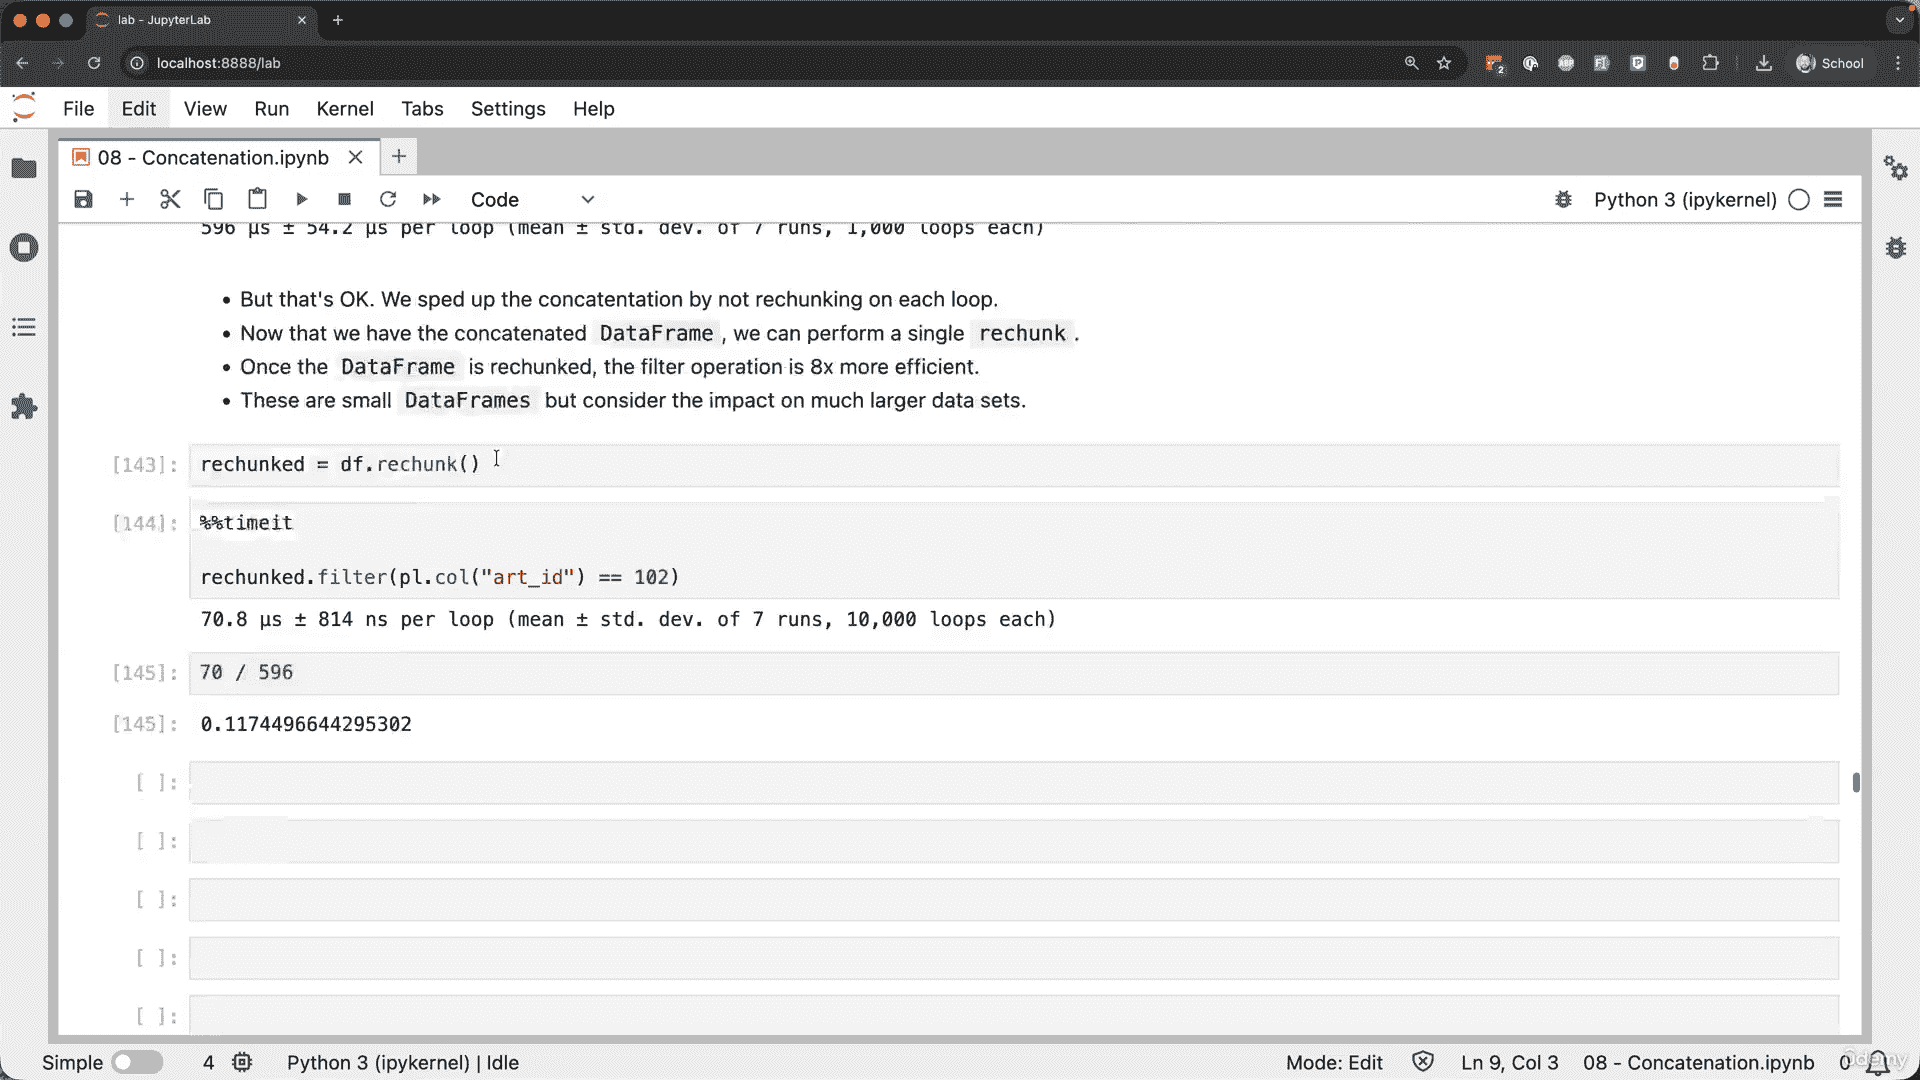 lab - JupyterLab
localhost:8888/lab
2
School
File Edit View Run Kernel Tabs Settings Help
08 - Concatenation.ipynb
Code
Python 3 (ipykernel)
596 µs ± 54.2 µs per loop (mean ± std. dev. of 7 runs, 1,000 loops each)
• But that's OK. We sped up the concatentation by not rechunking on each loop.
• Now that we have the concatenated DataFrame , we can perform a single rechunk .
• Once the DataFrame is rechunked, the filter operation is 8x more efficient.
• These are small DataFrames but consider the impact on much larger data sets.
[143]: rechunked = df.rechunk()
[144]: %%timeit
rechunked.filter(pl.col("art_id") == 102)
70.8 µs ± 814 ns per loop (mean ± std. dev. of 7 runs, 10,000 loops each)
[145]: 70 / 596
[145]: 0.1174496644295302
[ ]:
[ ]:
[ ]:
[ ]:
[ ]:
Simple 4 Python 3 (ipykernel) | Idle Mode: Edit Ln 9, Col 3 08 - Concatenation.ipynb 0
Udemy